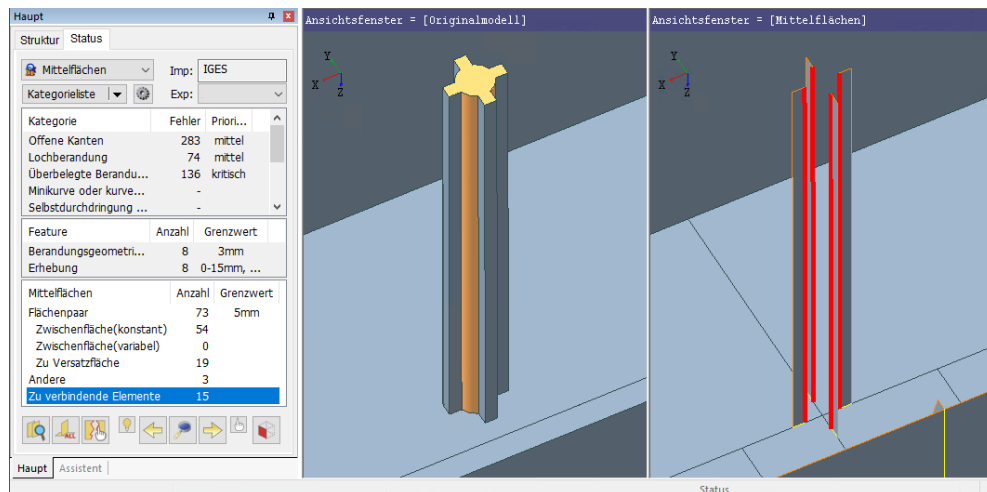 Haupt
Struktur Status
Mittelflächen Imp: IGES
Kategorieliste Exp:
Kategorie Fehler Priori...
Offene Kanten 283 mittel
Lochberandung 74 mittel
Überbelegte Berandu... 136 kritisch
Minikurve oder kurve... -
Selbstdurchdringung ... -
Feature Anzahl Grenzwert
Berandungsgeometri... 8 3mm
Erhebung 8 0-15mm, ...
Mittelflächen Anzahl Grenzwert
Flächenpaar 73 5mm
Zwischenfläche(konstant) 54
Zwischenfläche(variabel) 0
Zu Versatzfläche 19
Andere 3
Zu verbindende Elemente 15
ALL
Haupt Assistent
Ansichtsfenster = [Originalmodell]
Y
X
Z
Ansichtsfenster = [Mittelflächen]
Y
X
Z
Status